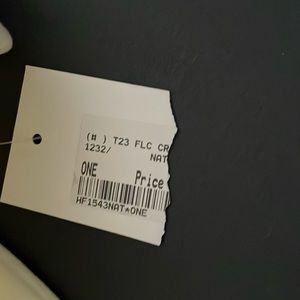 (# ) T23 FLC CR
1232/ NAT
ONE Price
HF1543NAT*ONE